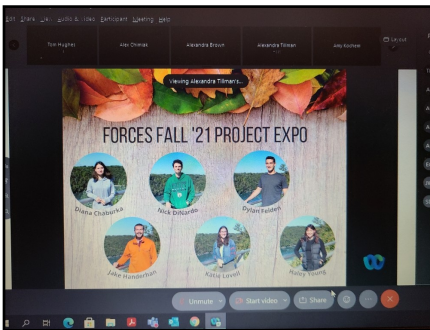 Edit Share View Audio & Video Participant Meeting Help
Tom Hughes Alex Chimiak Alexandra Brown Alexandra Tillman Amy Kochem Layout
Viewing Alexandra Tillman's...
FORCES FALL '21 PROJECT EXPO
Diana Chaburka Nick DiNardo Dylan Felden
Jake Handerhan Katie Lovell Haley Young
Unmute Start video Share